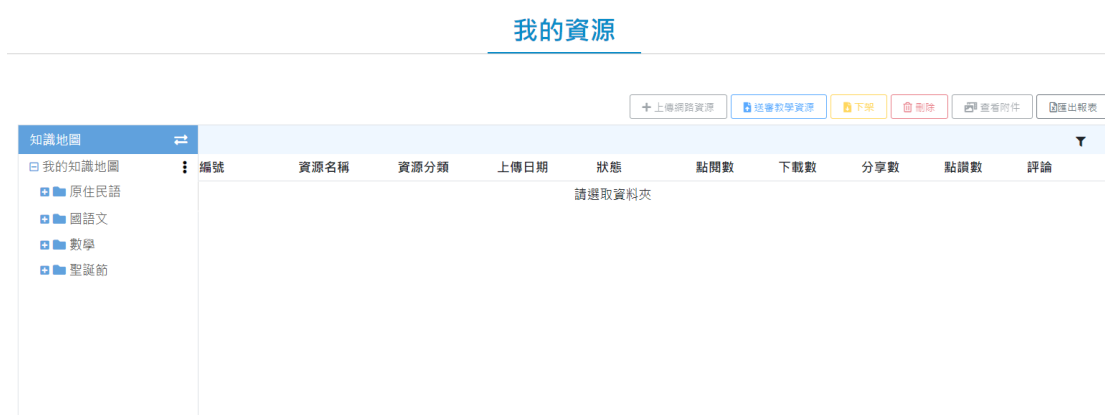 我的資源
上傳網路資源 送審教學資源 下架 刪除 查看附件 匯出報表
知識地圖
我的知識地圖 編號 資源名稱 資源分類 上傳日期 狀態 點閱數 下載數 分享數 點讚數 評論
原住民語 請選取資料夾
國語文
數學
聖誕節